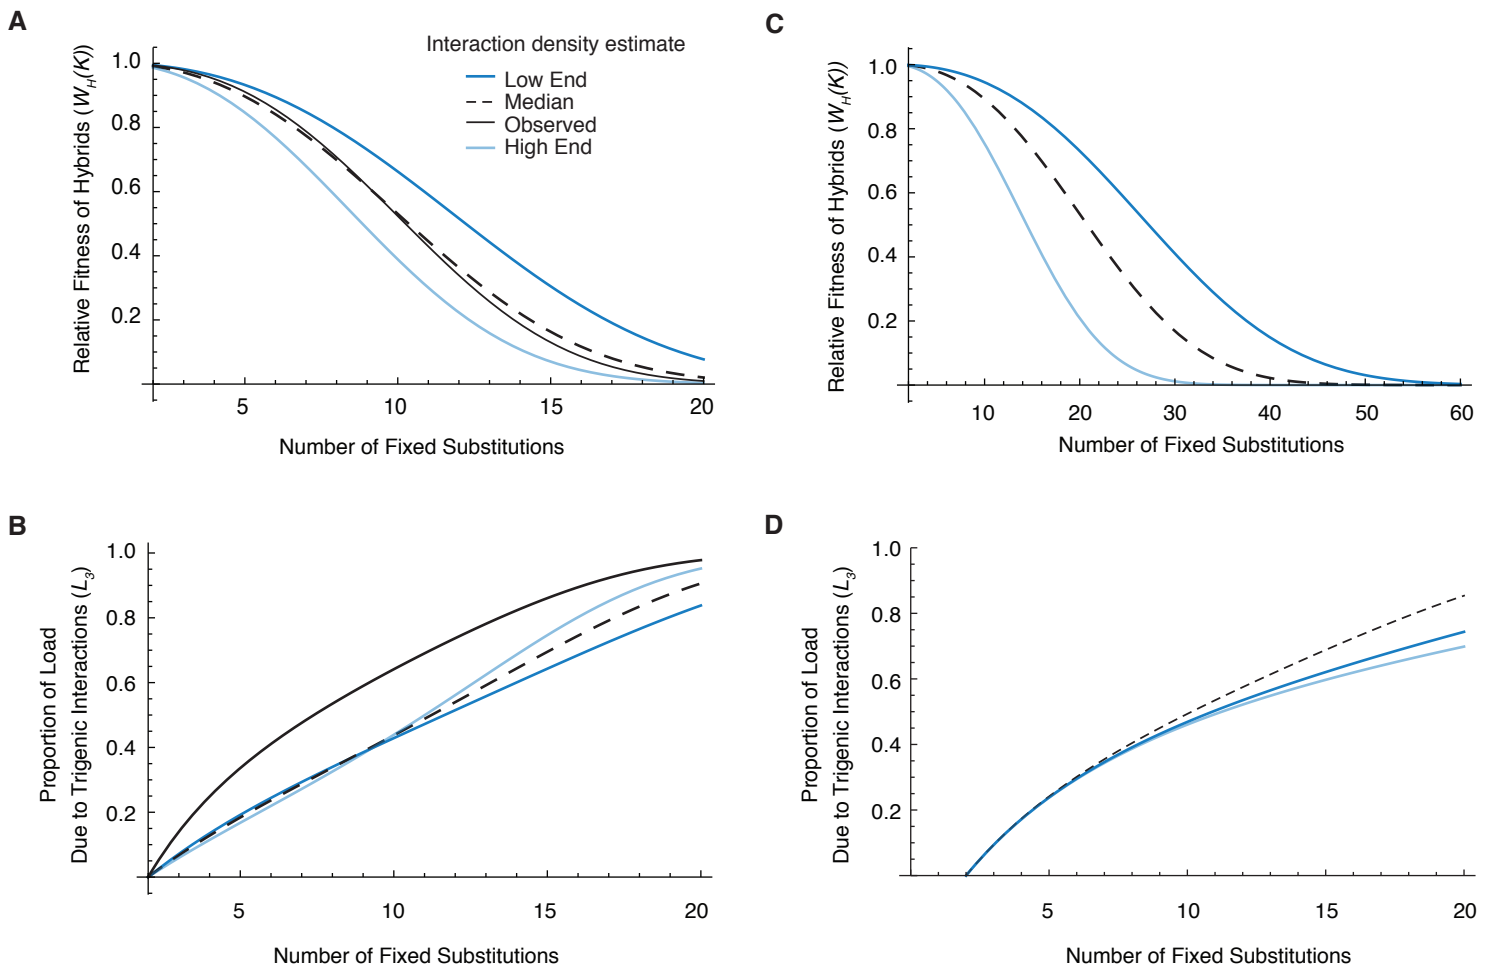 A
Relative Fitness of Hybrids (W_H(K))
1.0
0.8
0.6
0.4
0.2
5
10
15
20
Number of Fixed Substitutions
Interaction density estimate
Low End
Median
Observed
High End
C
Relative Fitness of Hybrids (W_H(K))
1.0
0.8
0.6
0.4
0.2
10
20
30
40
50
60
Number of Fixed Substitutions
B
Proportion of Load
Due to Trigenic Interactions (L_3)
1.0
0.8
0.6
0.4
0.2
5
10
15
20
Number of Fixed Substitutions
D
Proportion of Load
Due to Trigenic Interactions (L_3)
1.0
0.8
0.6
0.4
0.2
5
10
15
20
Number of Fixed Substitutions